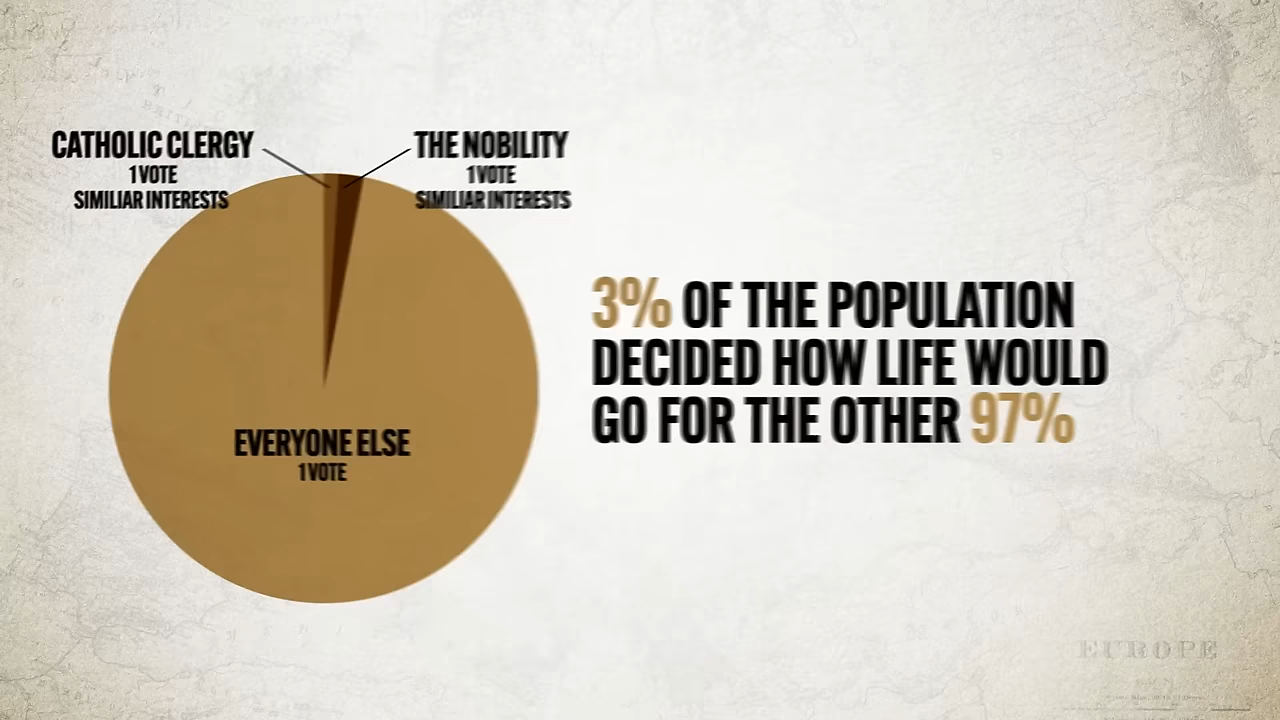 CATHOLIC CLERGY
1 VOTE
SIMILIAR INTERESTS
THE NOBILITY
1 VOTE
SIMILIAR INTERESTS
EVERYONE ELSE
1 VOTE
3% OF THE POPULATION
DECIDED HOW LIFE WOULD
GO FOR THE OTHER 97%
EUROPE